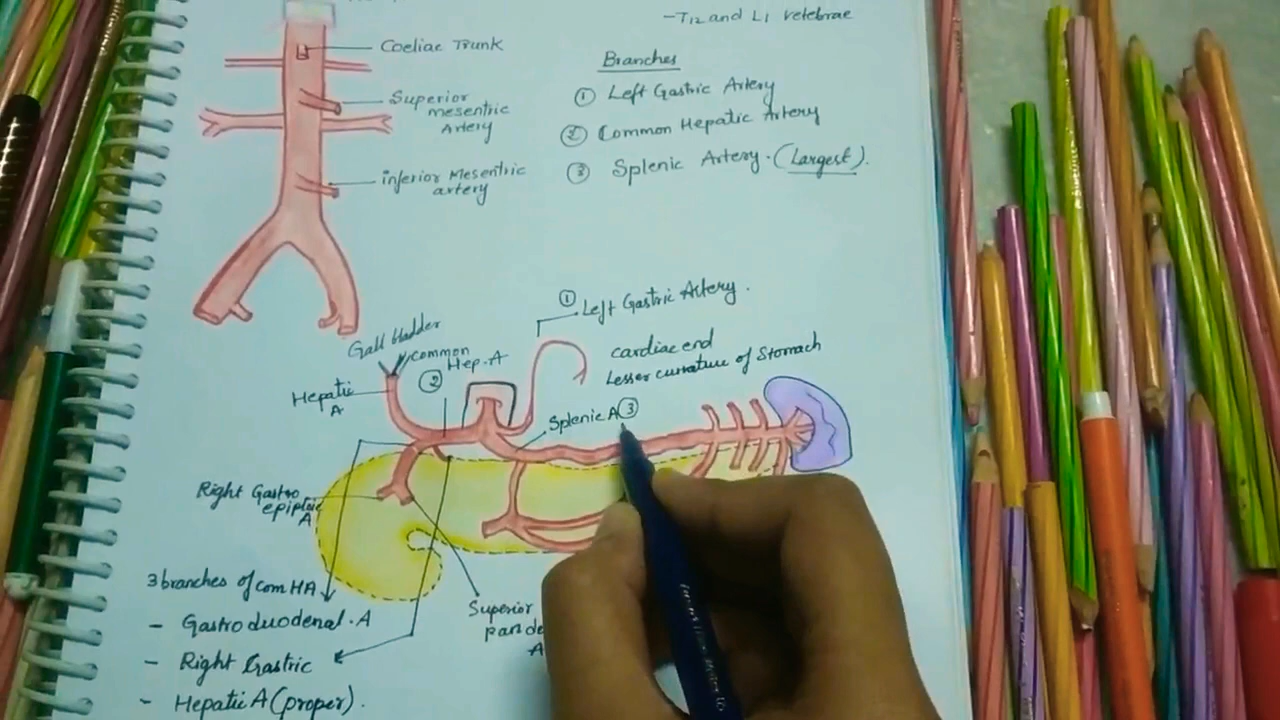 -T12 and L1 vetebrae
Coeliac Trunk
Superior
mesentric
Artery
inferior Mesentric
artery
Branches
① Left Gastric Artery
② Common Hepatic Artery
③ Splenic Artery. (Largest).
① Left Gastric Artery.
cardiac end
Lesser curvature of Stomach
Gall bladder
common
Hep.A
②
Hepatic
A
Splenic A ③
Right Gastro
epiploic
A
Superior
A
3 branches of com HA
- Gastroduodenal.A
- Right Gastric
- Hepatic A (proper).